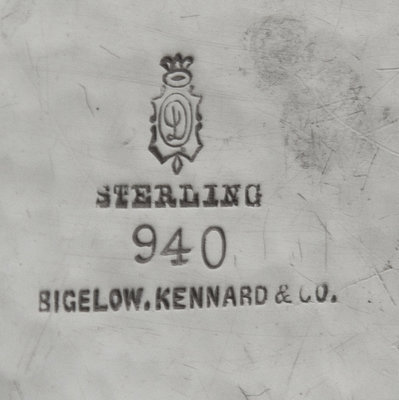 D
STERLING
940
BIGELOW. KENNARD & CO.